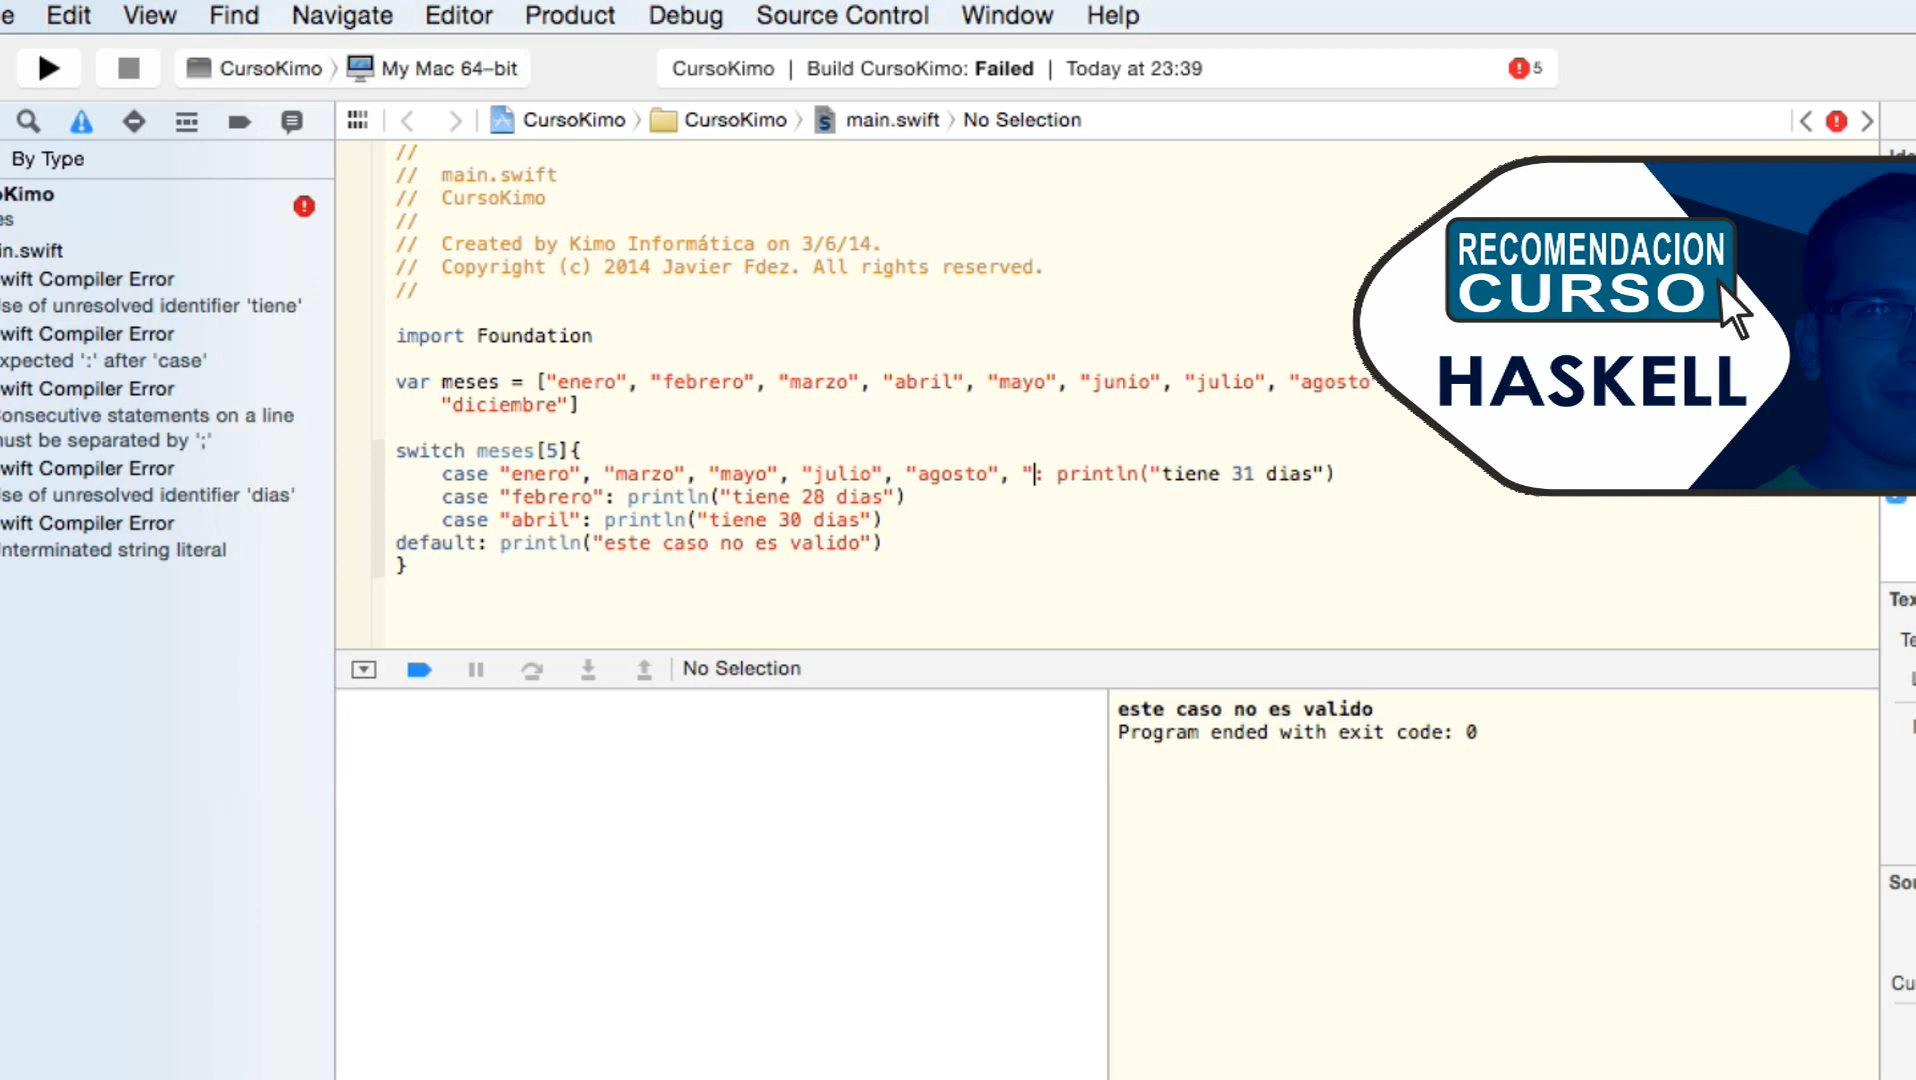 Edit View Find Navigate Editor Product Debug Source Control Window Help
CursoKimo My Mac 64-bit
CursoKimo | Build CursoKimo: Failed | Today at 23:39
5
CursoKimo CursoKimo main.swift No Selection
By Type
oKimo
es
in.swift
wift Compiler Error
se of unresolved identifier 'tiene'
wift Compiler Error
xpected ':' after 'case'
wift Compiler Error
onsecutive statements on a line
ust be separated by ';'
wift Compiler Error
se of unresolved identifier 'dias'
wift Compiler Error
nterminated string literal
//
// main.swift
// CursoKimo
//
// Created by Kimo Informática on 3/6/14.
// Copyright (c) 2014 Javier Fdez. All rights reserved.
//
import Foundation
var meses = ["enero", "febrero", "marzo", "abril", "mayo", "junio", "julio", "agosto"
"diciembre"]
switch meses[5]{
case "enero", "marzo", "mayo", "julio", "agosto", ": println("tiene 31 dias")
case "febrero": println("tiene 28 dias")
case "abril": println("tiene 30 dias")
default: println("este caso no es valido")
}
RECOMENDACION
CURSO
HASKELL
No Selection
este caso no es valido
Program ended with exit code: 0
Tex
Te
Sou
Cu